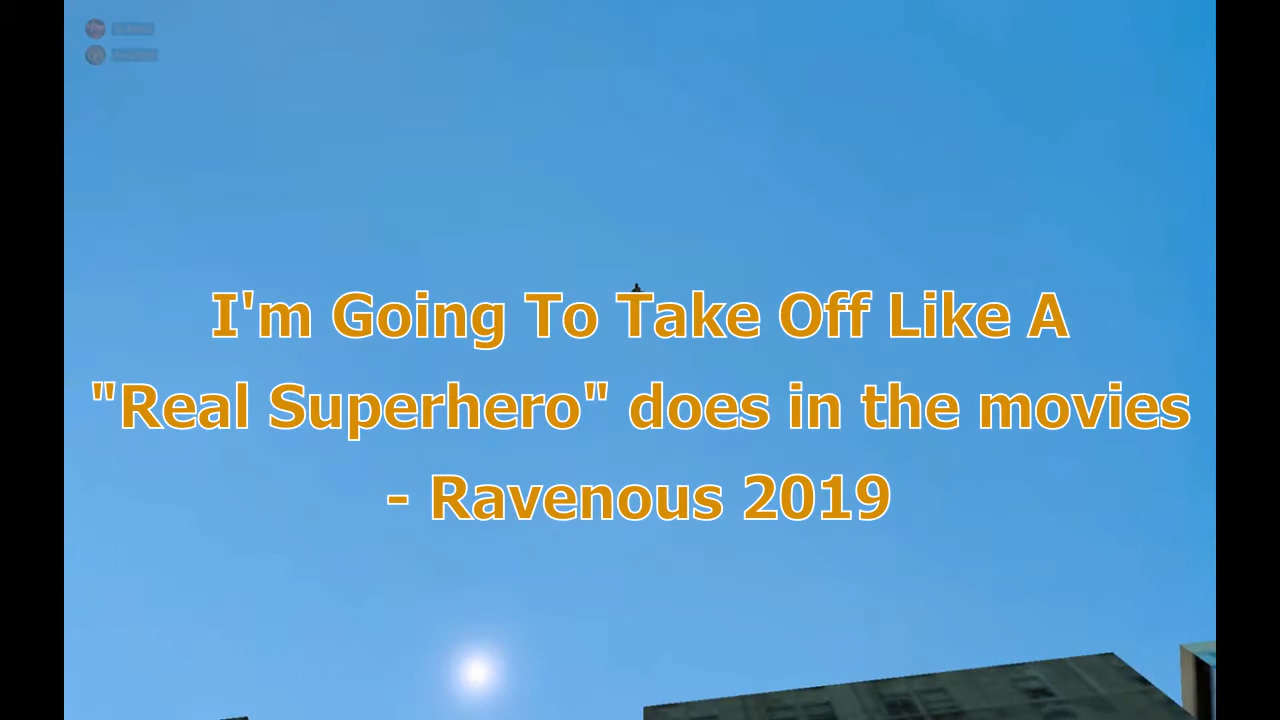 I'm Going To Take Off Like A
"Real Superhero" does in the movies
- Ravenous 2019